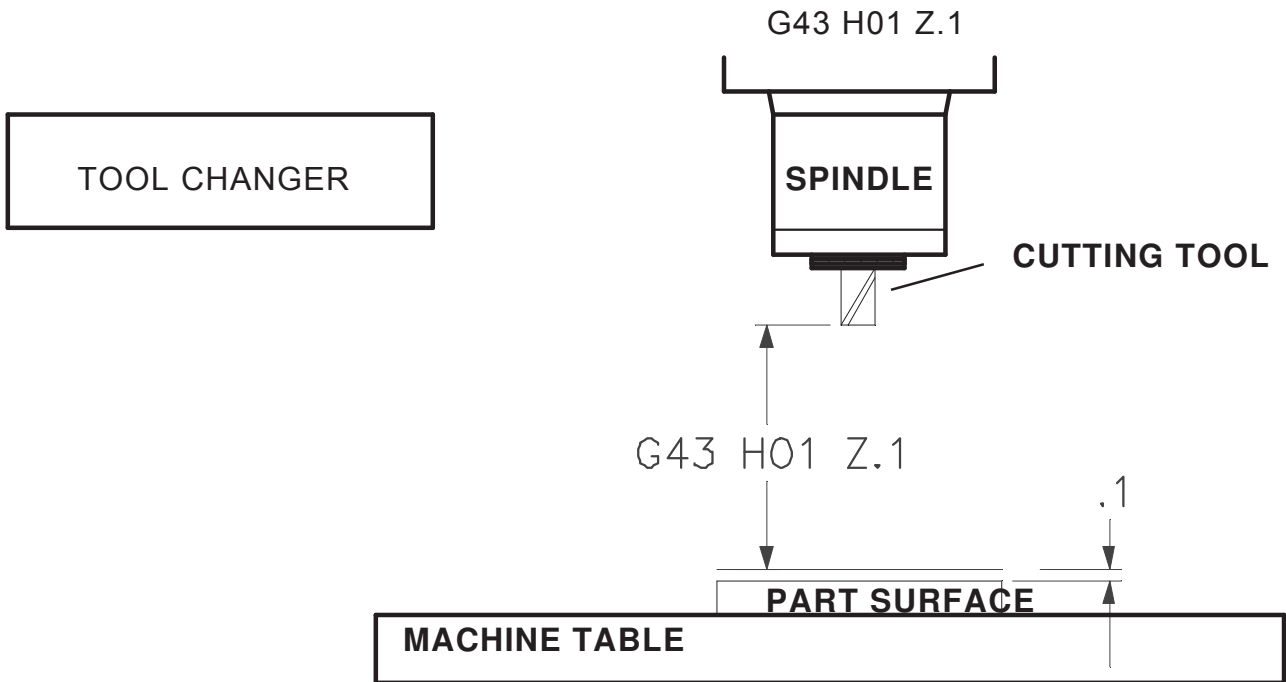 G43 H01 Z.1
TOOL CHANGER
SPINDLE
CUTTING TOOL
G43 H01 Z.1
.1
PART SURFACE
MACHINE TABLE